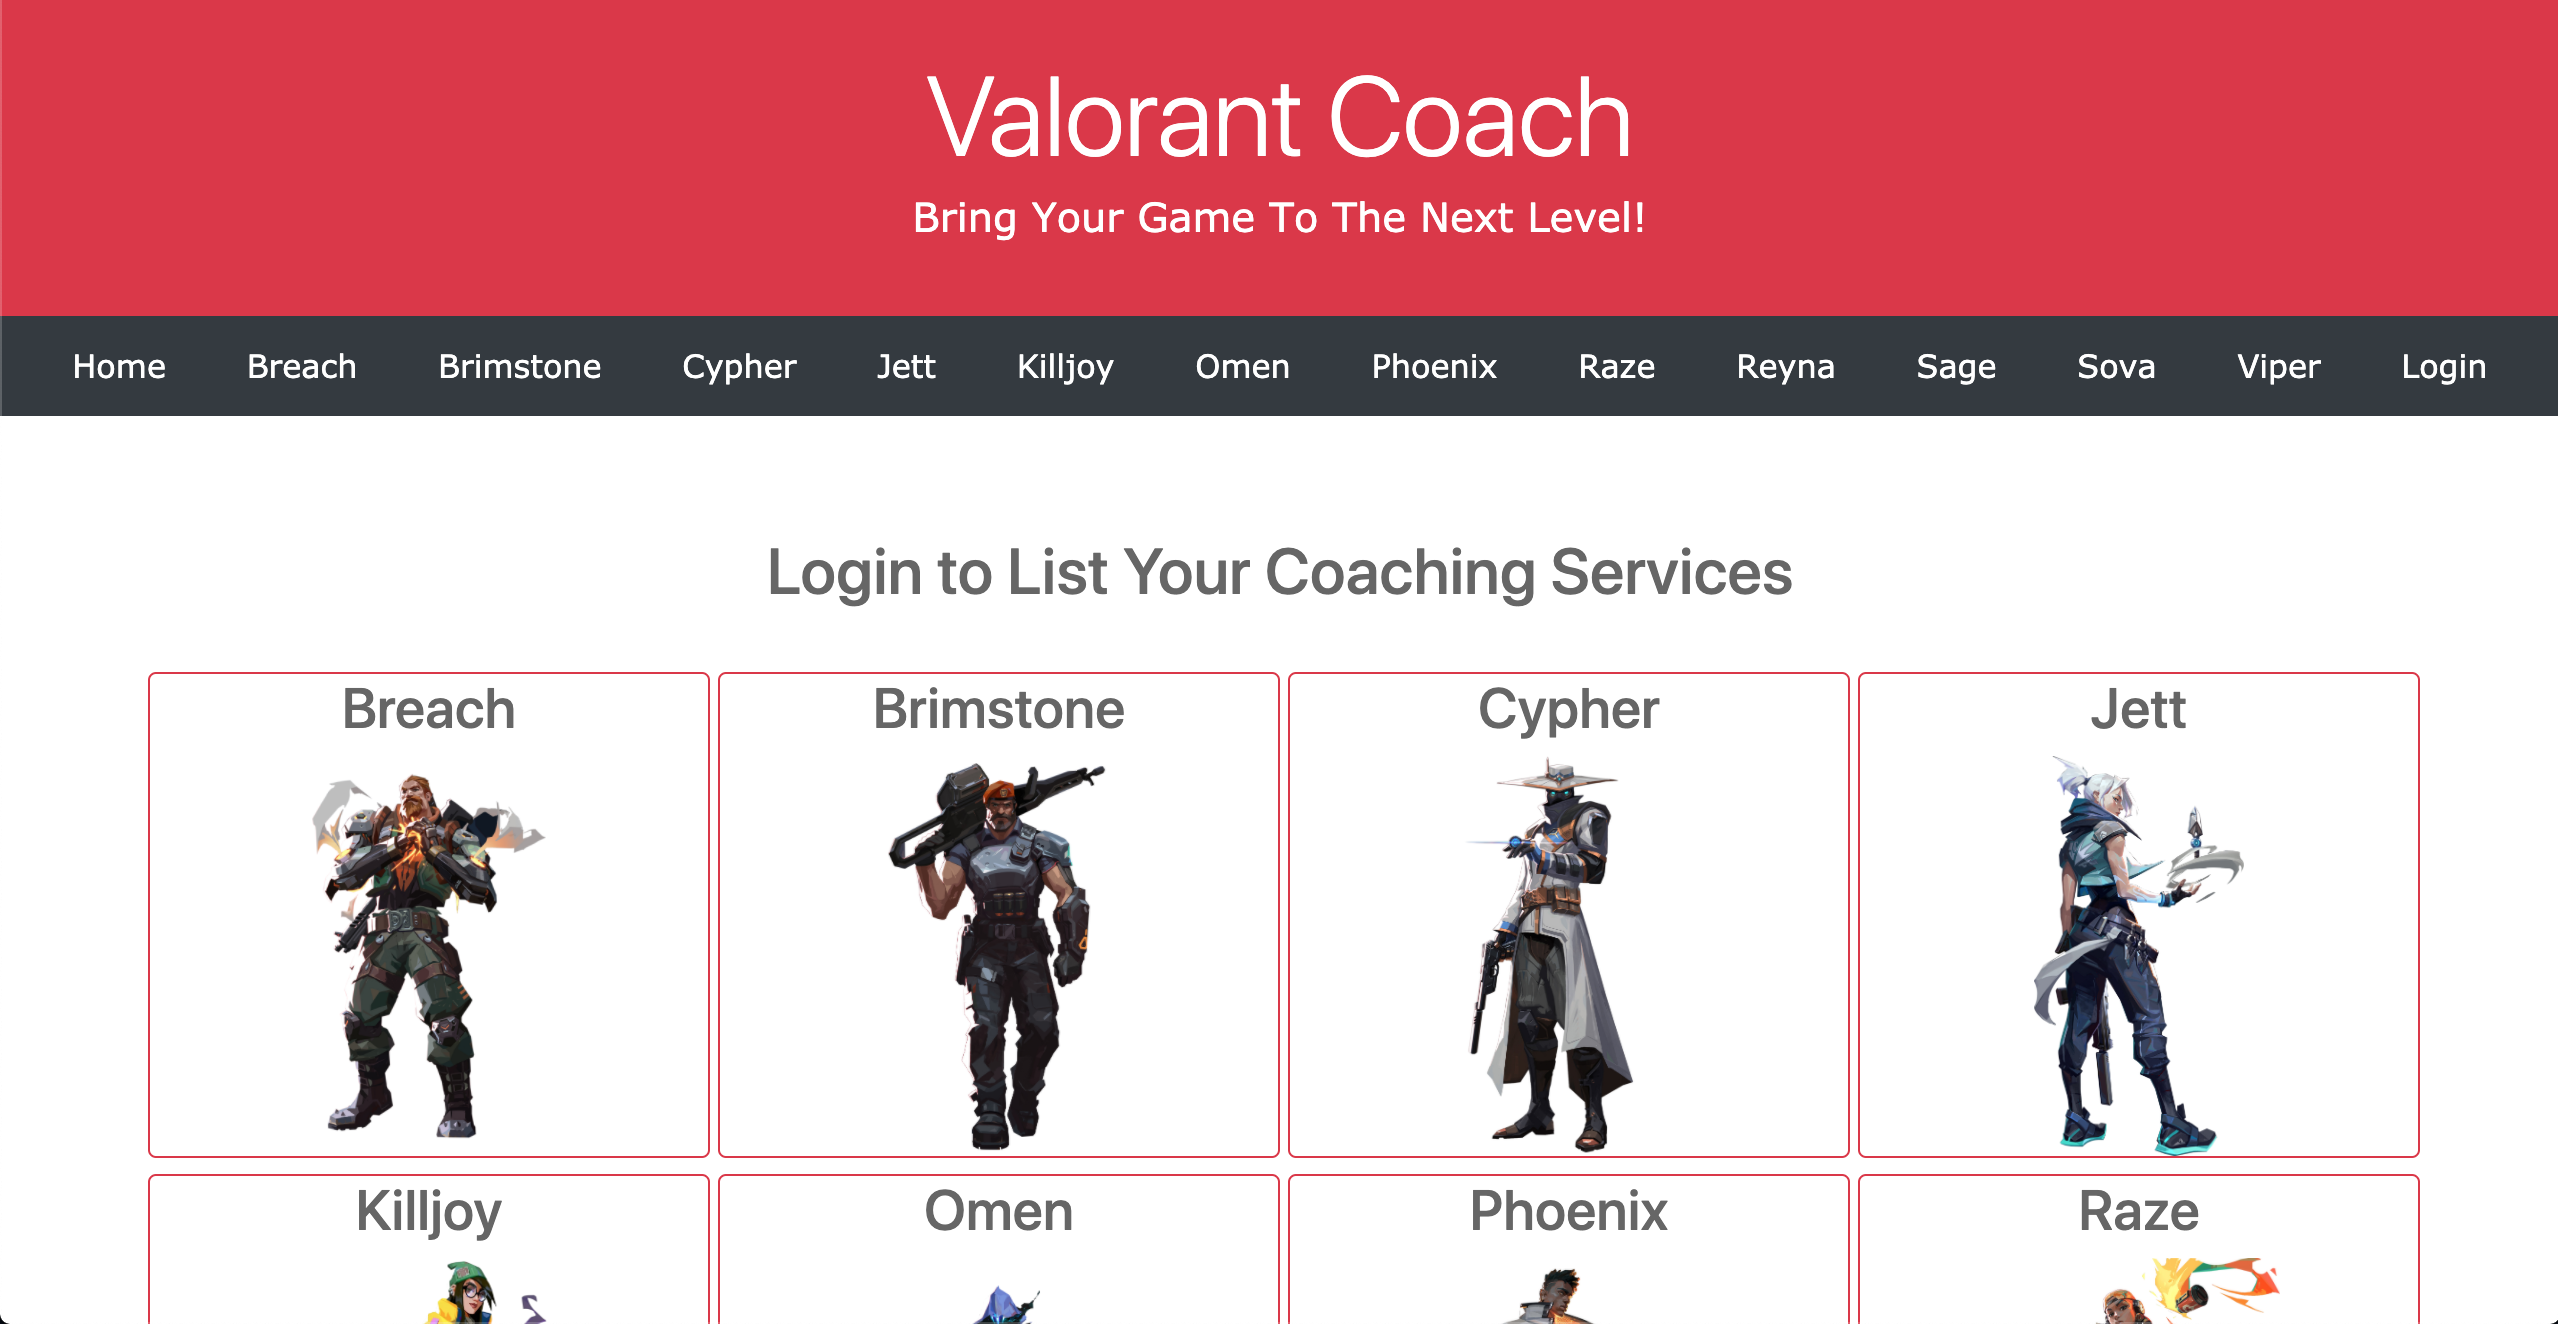 Valorant Coach
Bring Your Game To The Next Level!
Home Breach Brimstone Cypher Jett Killjoy Omen Phoenix Raze Reyna Sage Sova Viper Login
Login to List Your Coaching Services
Breach Brimstone Cypher Jett
Killjoy Omen Phoenix Raze